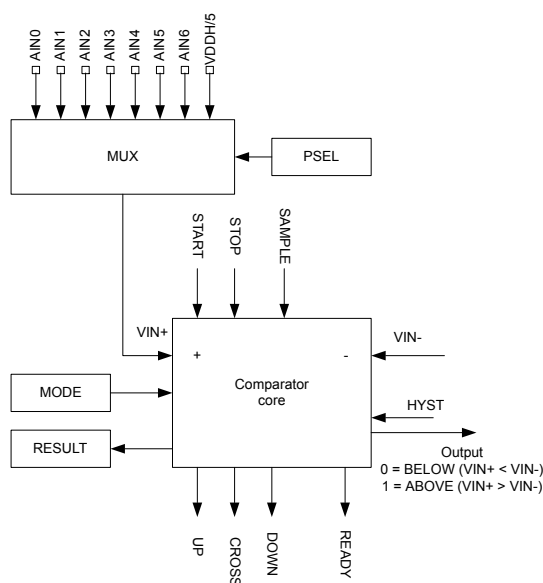 AIN0
AIN1
AIN2
AIN3
AIN4
AIN5
AIN6
VDDH/5
MUX
PSEL
START
STOP
SAMPLE
VIN+
VIN-
+
-
MODE
Comparator
core
HYST
RESULT
Output
0 = BELOW (VIN+ < VIN-)
1 = ABOVE (VIN+ > VIN-)
UP
CROSS
DOWN
READY